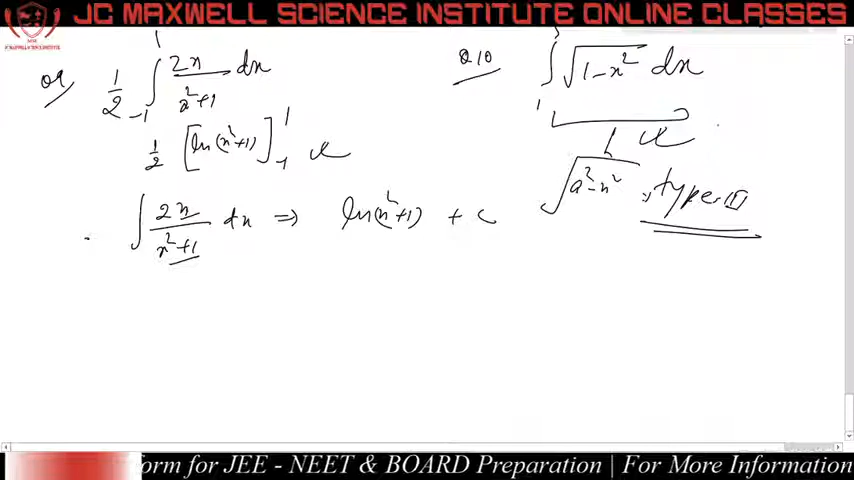 JC MAXWELL SCIENCE INSTITUTE ONLINE CLASSES
or, 1/2 ∫_{-1}^{1} 2x/(x²+1) dx
1/2 [ln(x²+1)]_{-1}^{1}
∫ 2x/(x²+1) dx ⇒ ln(x²+1) + c
Q10 ∫ √(1-x²) dx
√(a²-x²) , type-II
form for JEE - NEET & BOARD Preparation | For More Information